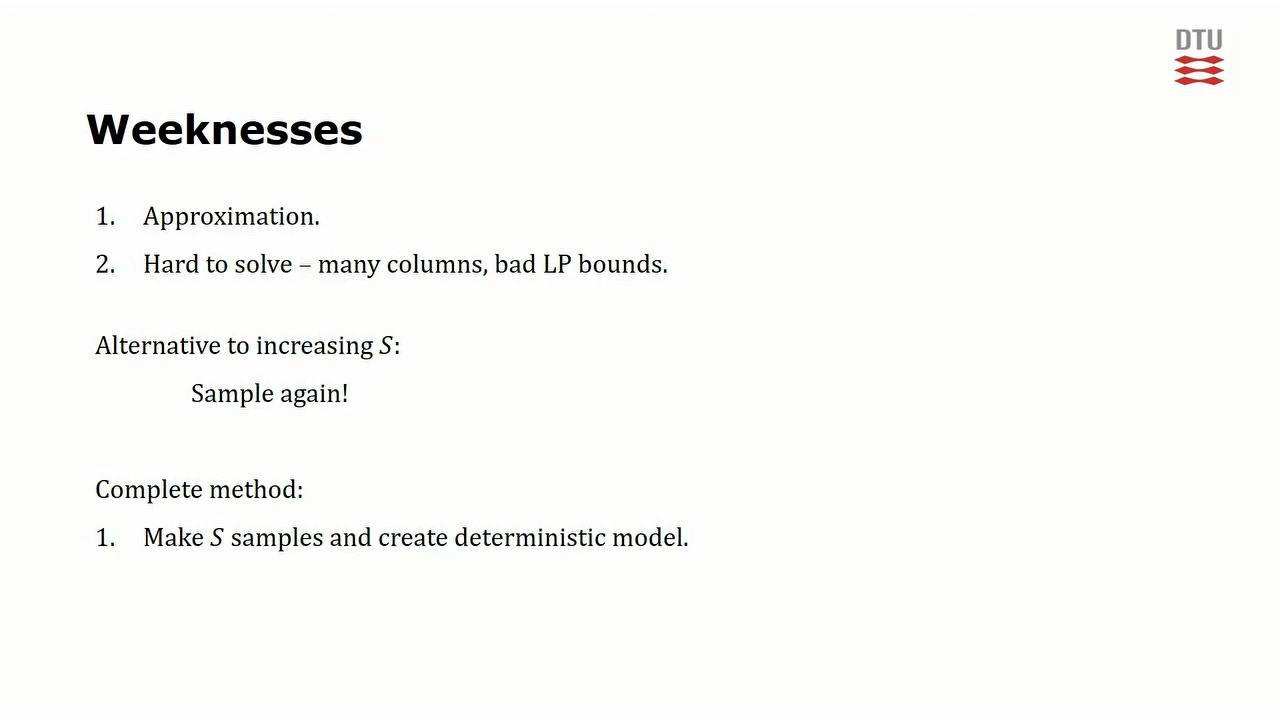 DTU
Weeknesses
1. Approximation.
2. Hard to solve – many columns, bad LP bounds.
Alternative to increasing S:
Sample again!
Complete method:
1. Make S samples and create deterministic model.